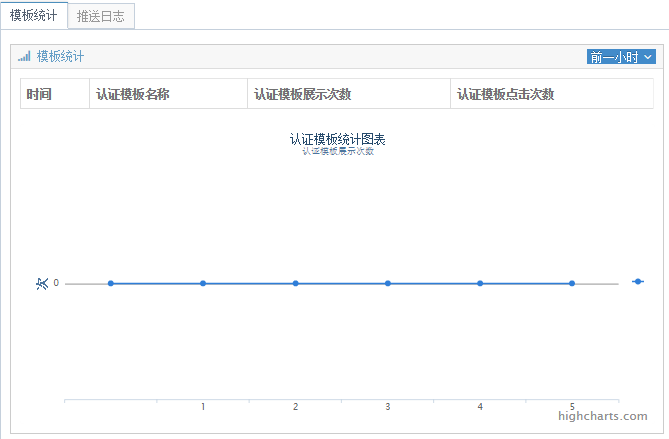 模板统计 推送日志
模板统计 前一小时
时间 认证模板名称 认证模板展示次数 认证模板点击次数
认证模板统计图表
认证模板展示次数
次 0
1 2 3 4 5
highcharts.com